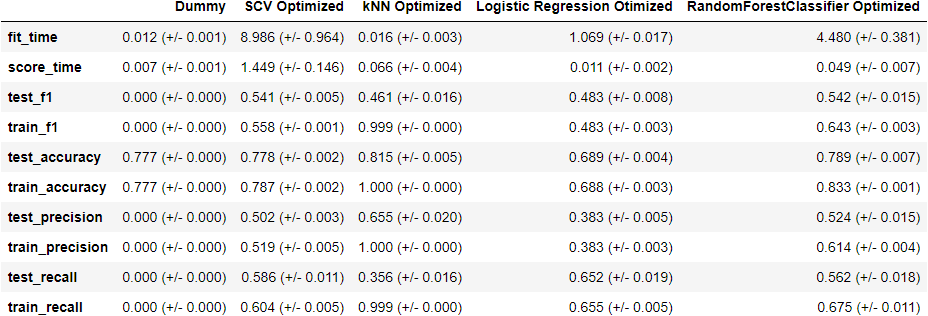 Dummy SCV Optimized kNN Optimized Logistic Regression Otimized RandomForestClassifier Optimized
fit_time 0.012 (+/- 0.001) 8.986 (+/- 0.964) 0.016 (+/- 0.003) 1.069 (+/- 0.017) 4.480 (+/- 0.381)
score_time 0.007 (+/- 0.001) 1.449 (+/- 0.146) 0.066 (+/- 0.004) 0.011 (+/- 0.002) 0.049 (+/- 0.007)
test_f1 0.000 (+/- 0.000) 0.541 (+/- 0.005) 0.461 (+/- 0.016) 0.483 (+/- 0.008) 0.542 (+/- 0.015)
train_f1 0.000 (+/- 0.000) 0.558 (+/- 0.001) 0.999 (+/- 0.000) 0.483 (+/- 0.003) 0.643 (+/- 0.003)
test_accuracy 0.777 (+/- 0.000) 0.778 (+/- 0.002) 0.815 (+/- 0.005) 0.689 (+/- 0.004) 0.789 (+/- 0.007)
train_accuracy 0.777 (+/- 0.000) 0.787 (+/- 0.002) 1.000 (+/- 0.000) 0.688 (+/- 0.003) 0.833 (+/- 0.001)
test_precision 0.000 (+/- 0.000) 0.502 (+/- 0.003) 0.655 (+/- 0.020) 0.383 (+/- 0.005) 0.524 (+/- 0.015)
train_precision 0.000 (+/- 0.000) 0.519 (+/- 0.005) 1.000 (+/- 0.000) 0.383 (+/- 0.003) 0.614 (+/- 0.004)
test_recall 0.000 (+/- 0.000) 0.586 (+/- 0.011) 0.356 (+/- 0.016) 0.652 (+/- 0.019) 0.562 (+/- 0.018)
train_recall 0.000 (+/- 0.000) 0.604 (+/- 0.005) 0.999 (+/- 0.000) 0.655 (+/- 0.005) 0.675 (+/- 0.011)